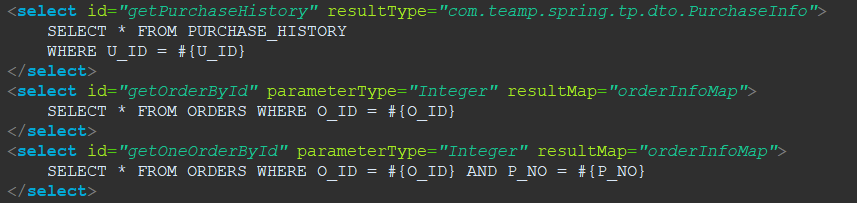 <select id="getPurchaseHistory" resultType="com.teamp.spring.tp.dto.PurchaseInfo">
    SELECT * FROM PURCHASE_HISTORY
    WHERE U_ID = #{U_ID}
</select>
<select id="getOrderById" parameterType="Integer" resultMap="orderInfoMap">
    SELECT * FROM ORDERS WHERE O_ID = #{O_ID}
</select>
<select id="getOneOrderById" parameterType="Integer" resultMap="orderInfoMap">
    SELECT * FROM ORDERS WHERE O_ID = #{O_ID} AND P_NO = #{P_NO}
</select>